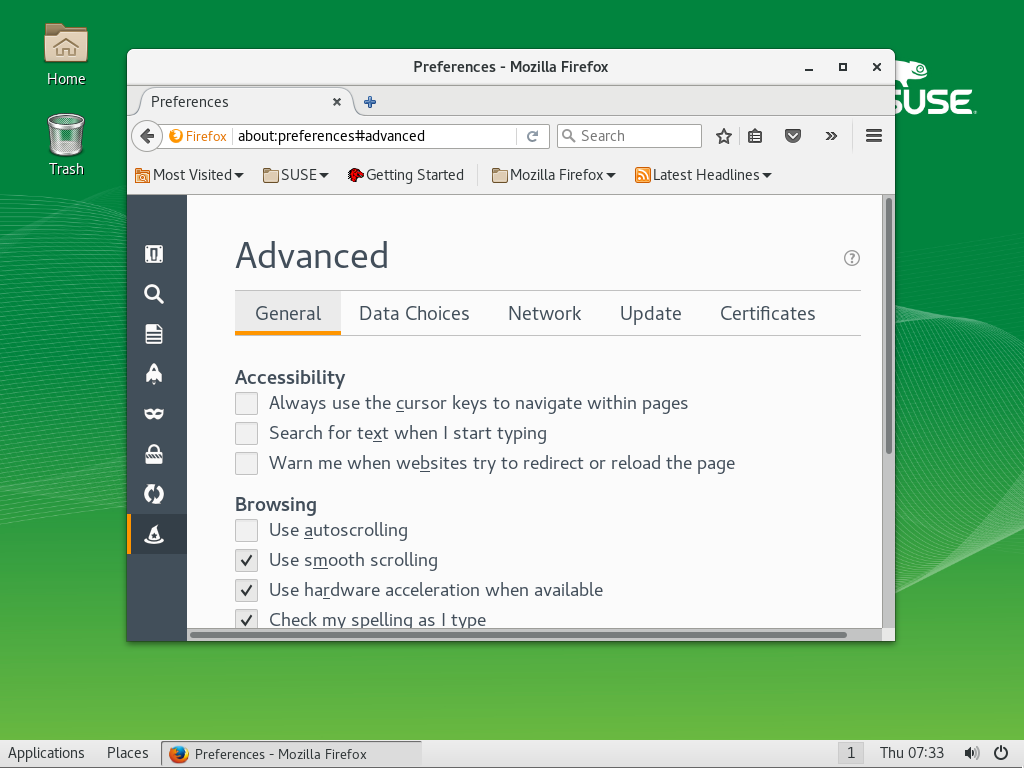 Home
Trash
SUSE
Preferences - Mozilla Firefox
Preferences
Firefox about:preferences#advanced Search
Most Visited SUSE Getting Started Mozilla Firefox Latest Headlines
Advanced
General Data Choices Network Update Certificates
Accessibility
Always use the cursor keys to navigate within pages
Search for text when I start typing
Warn me when websites try to redirect or reload the page
Browsing
Use autoscrolling
Use smooth scrolling
Use hardware acceleration when available
Check my spelling as I type
Applications Places Preferences - Mozilla Firefox 1 Thu 07:33